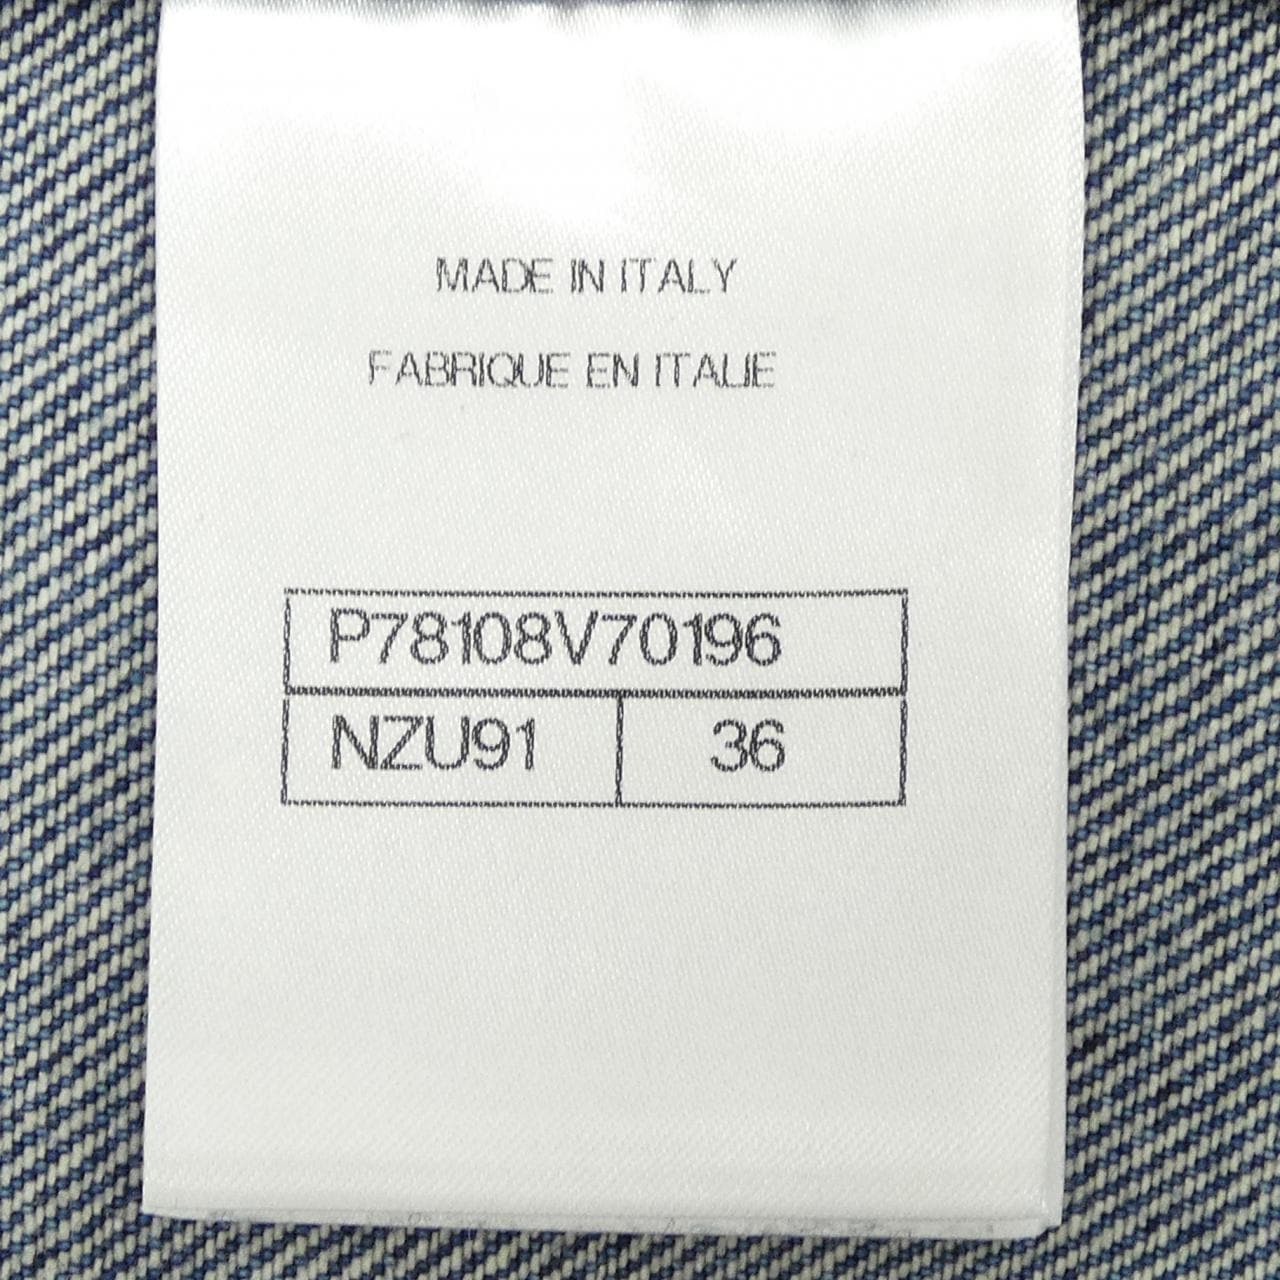 MADE IN ITALY
FABRIQUE EN ITALIE
P78108V70196
NZU91 36